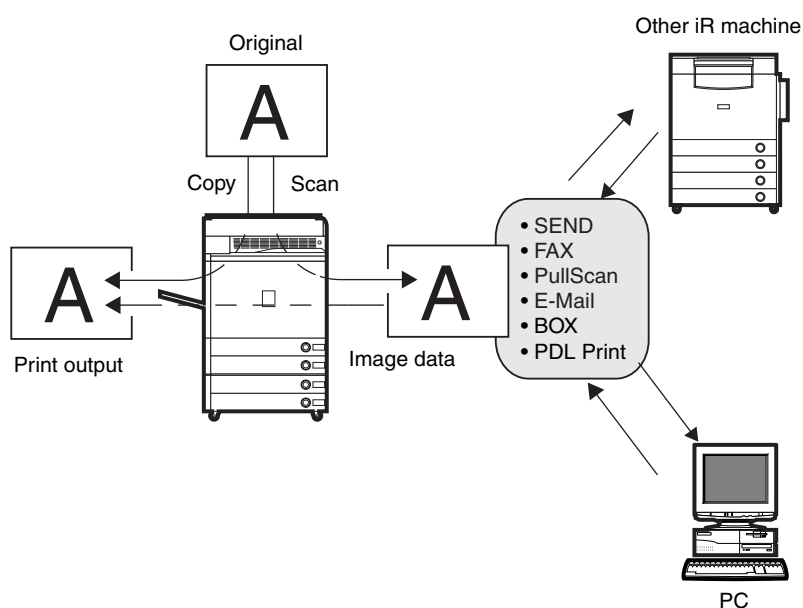 Other iR machine
Original
A
Copy Scan
• SEND
• FAX
• PullScan
• E-Mail
• BOX
• PDL Print
A
A
Print output
Image data
PC